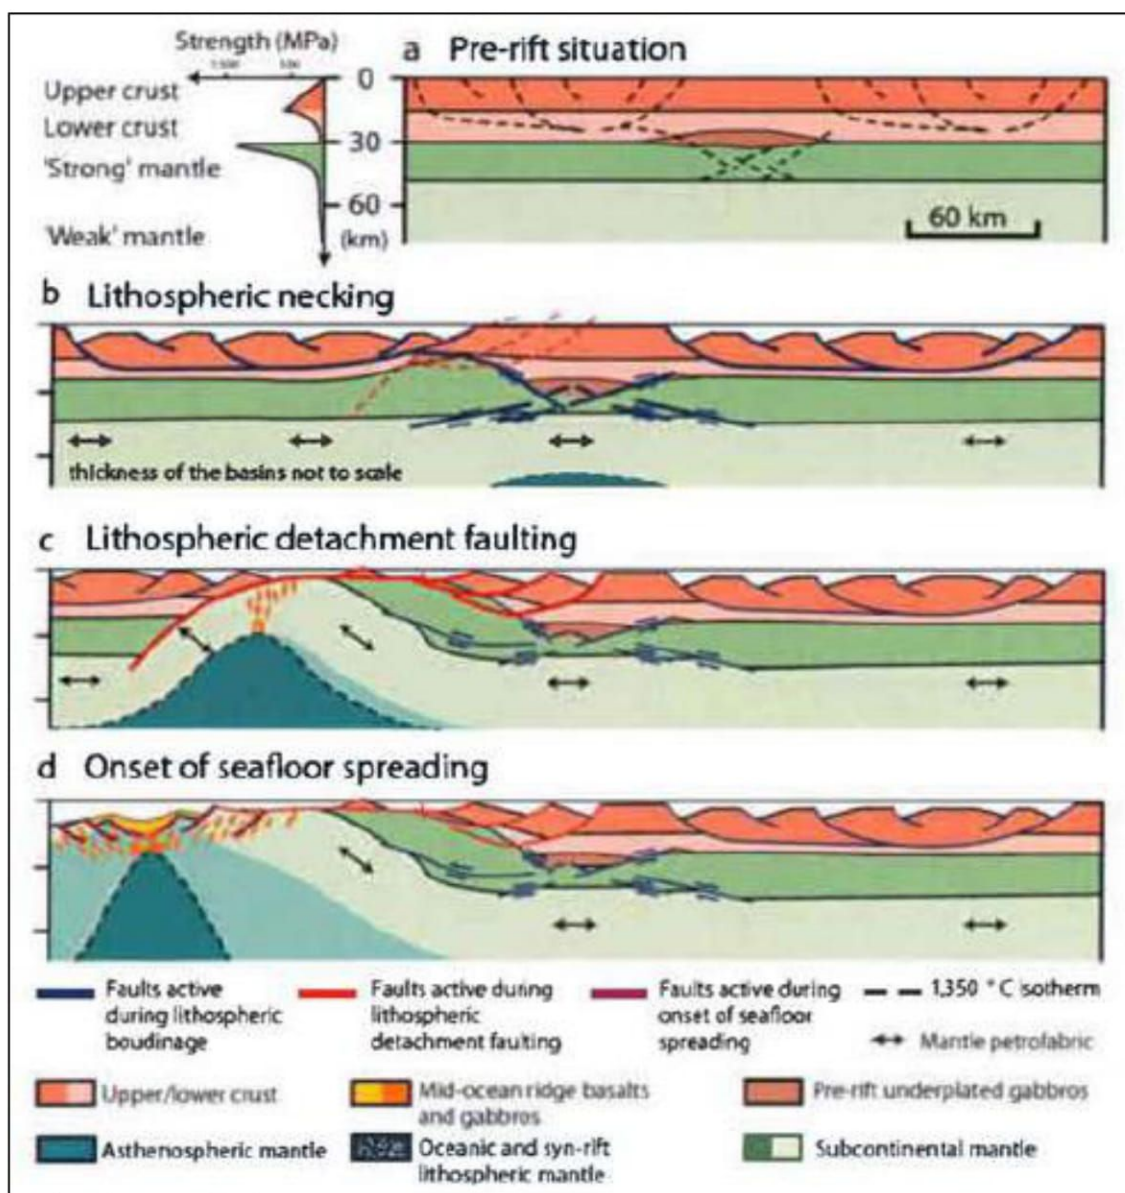 Strength (MPa)
1,500 500
Upper crust
Lower crust
'Strong' mantle
'Weak' mantle
0
30
60
(km)
a Pre-rift situation
60 km
b Lithospheric necking
thickness of the basins not to scale
c Lithospheric detachment faulting
d Onset of seafloor spreading
Faults active
during lithospheric
boudinage
Faults active during
lithospheric
detachment faulting
Faults active during
onset of seafloor
spreading
1,350 °C isotherm
Mantle petrofabric
Upper/lower crust
Mid-ocean ridge basalts
and gabbros
Pre-rift underplated gabbros
Asthenospheric mantle
Oceanic and syn-rift
lithospheric mantle
Subcontinental mantle